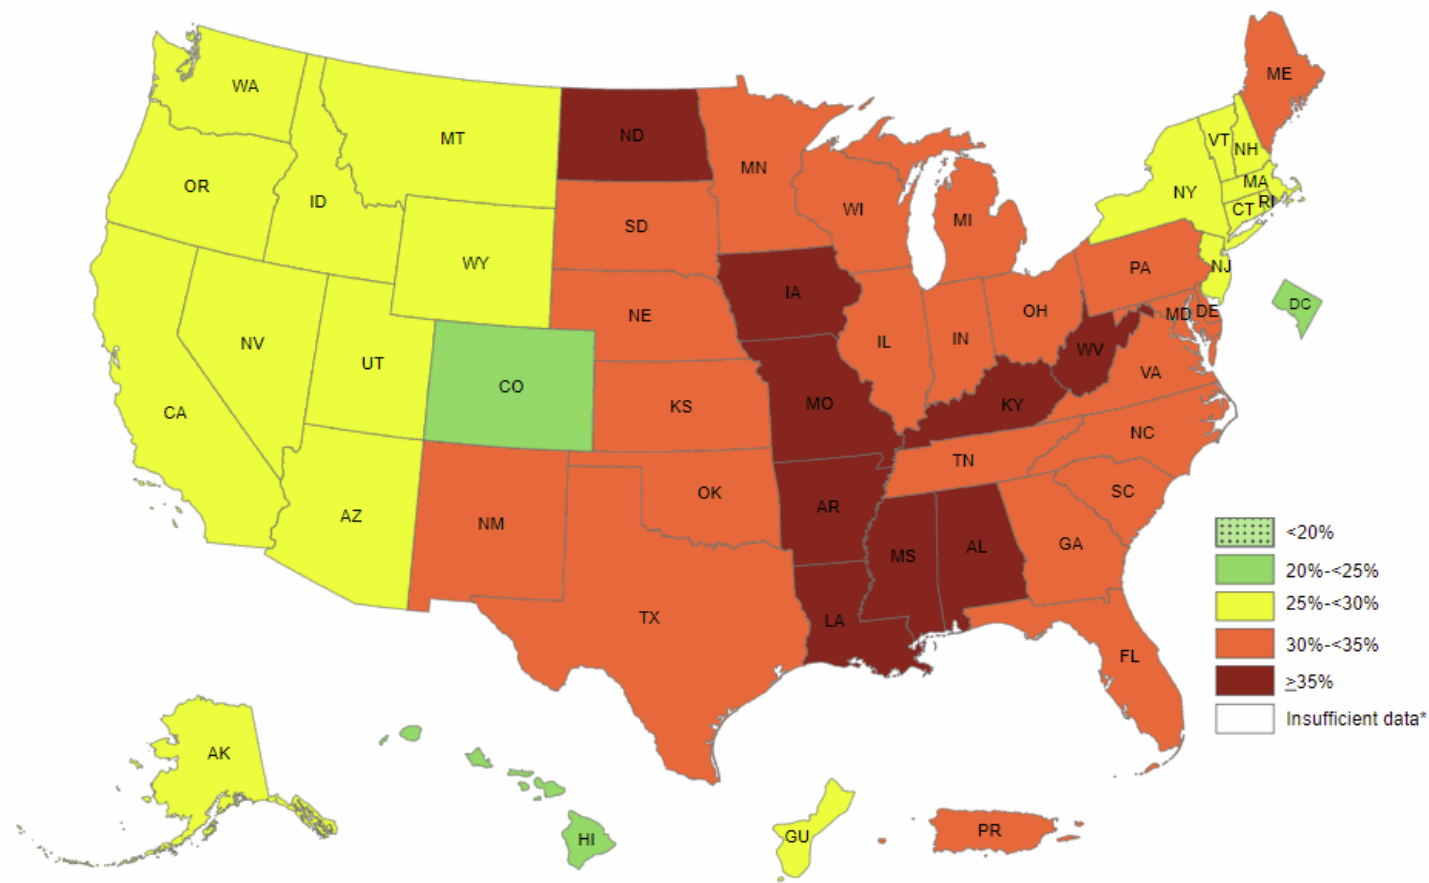 ME
WA
ND
MT
MN
VT
NH
OR
MA
NY
ID
RI
WI
CT
MI
SD
WY
PA
NJ
IA
DC
OH
MD
DE
NE
IN
NV
IL
WV
UT
VA
CO
MO
KY
KS
CA
NC
TN
SC
OK
AR
AZ
NM
<20%
GA
AL
MS
20%-<25%
25%-<30%
TX
LA
30%-<35%
FL
≥35%
Insufficient data*
AK
PR
GU
HI